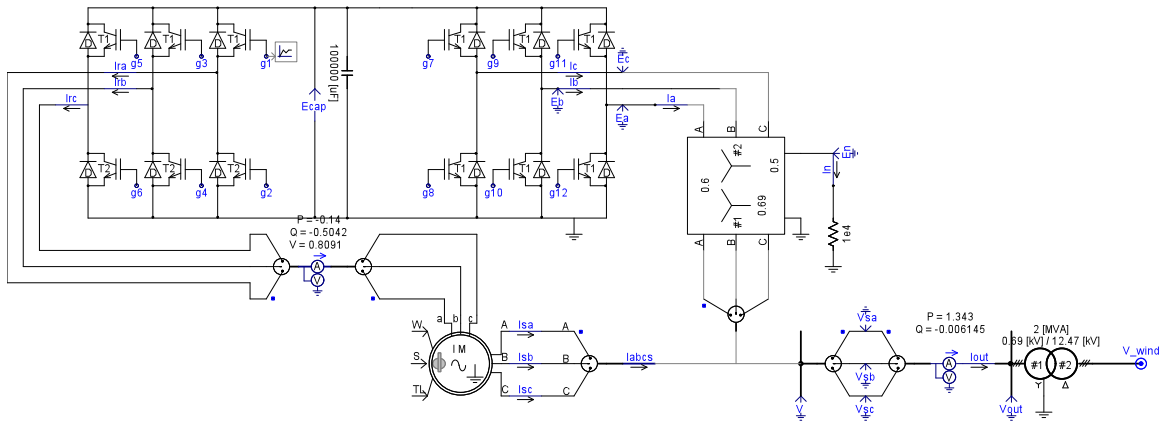 D T1 D T1 D T1
g5 g3 g1
Ira
Irb
Irc
Ecap
100000 [uF]
D T2 D T2 D T2
g6 g4 g2
T1 D T1 D T1 D
g7 g9 g11
Ec
Ic
Ib
Eb
Ea
Ia
T1 D T1 D T1 D
g8 g10 g12
A B C
#2
0.6
0.5
#1
0.69
A B C
En
In
1e4
P = -0.14
Q = -0.5042
V = 0.8091
A
V
a b c
W
S
TL
I M
A Isa A
B Isb B
C Isc C
Iabcs
V
Vsa
Vsb
Vsc
P = 1.343
Q = -0.006145
A
V
Iout
Vout
2 [MVA]
0.69 [kV] / 12.47 [kV]
#1 #2
V_wind